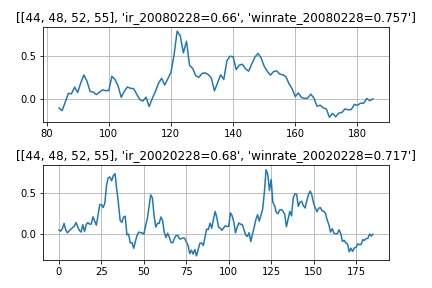 [[44, 48, 52, 55], 'ir_20080228=0.66', 'winrate_20080228=0.757']
0.5
0.0
80 100 120 140 160 180
[[44, 48, 52, 55], 'ir_20020228=0.68', 'winrate_20020228=0.717']
0.5
0.0
0 25 50 75 100 125 150 175